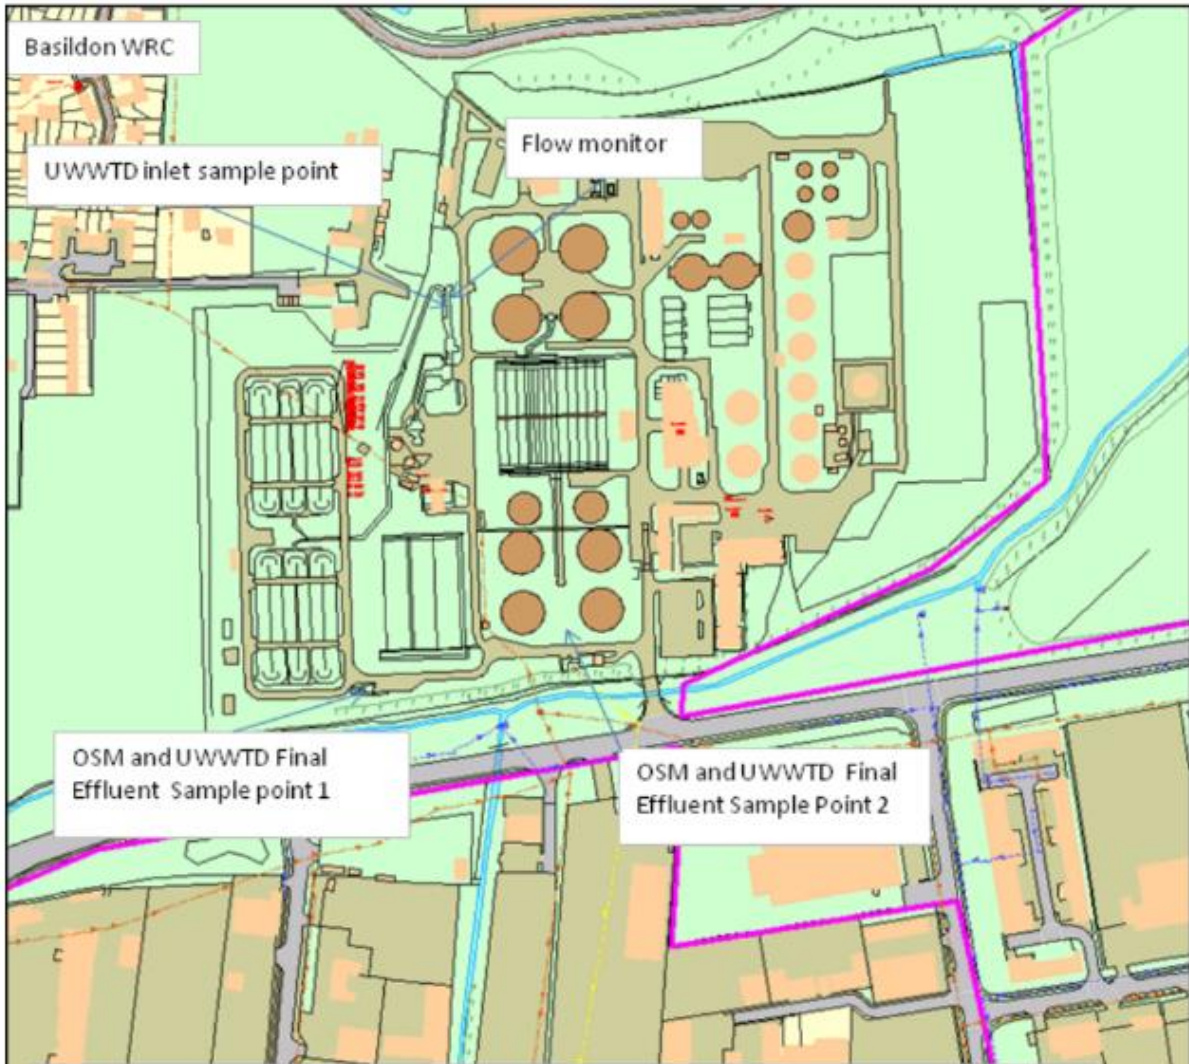 Basildon WRC
Flow monitor
UWWTD inlet sample point
OSM and UWWTD Final
Effluent Sample point 1
OSM and UWWTD Final
Effluent Sample Point 2